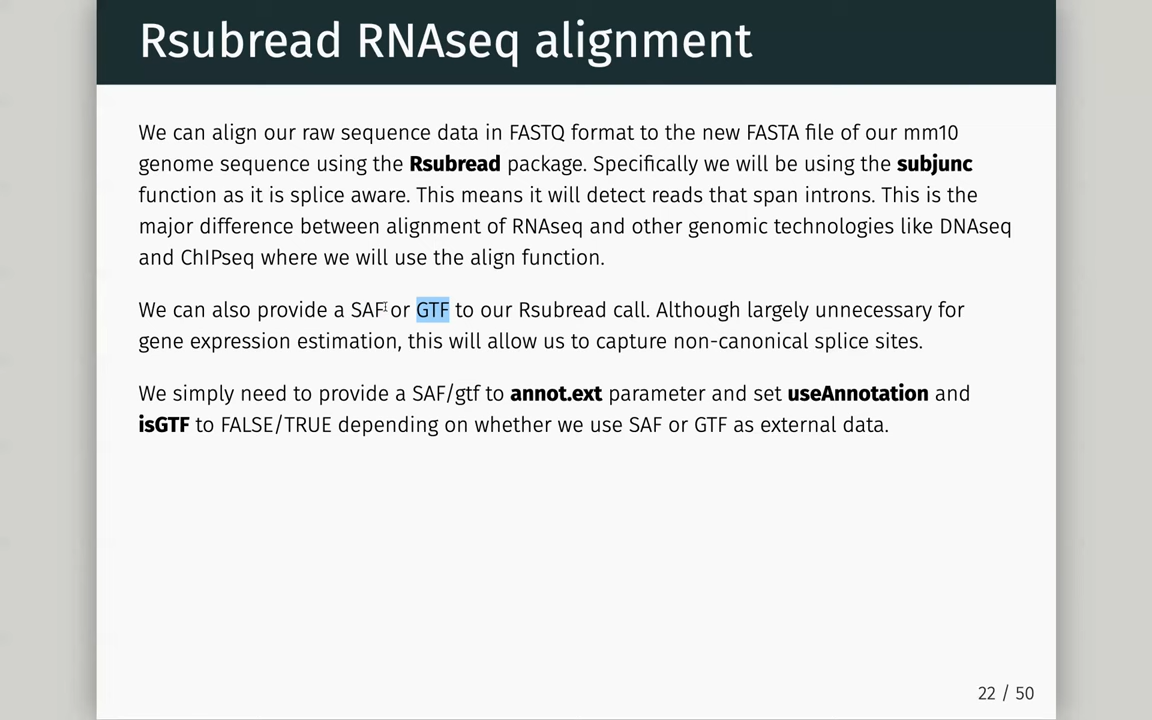 Rsubread RNAseq alignment
We can align our raw sequence data in FASTQ format to the new FASTA file of our mm10
genome sequence using the Rsubread package. Specifically we will be using the subjunc
function as it is splice aware. This means it will detect reads that span introns. This is the
major difference between alignment of RNAseq and other genomic technologies like DNAseq
and ChIPseq where we will use the align function.
We can also provide a SAF or GTF to our Rsubread call. Although largely unnecessary for
gene expression estimation, this will allow us to capture non-canonical splice sites.
We simply need to provide a SAF/gtf to annot.ext parameter and set useAnnotation and
isGTF to FALSE/TRUE depending on whether we use SAF or GTF as external data.
22 / 50